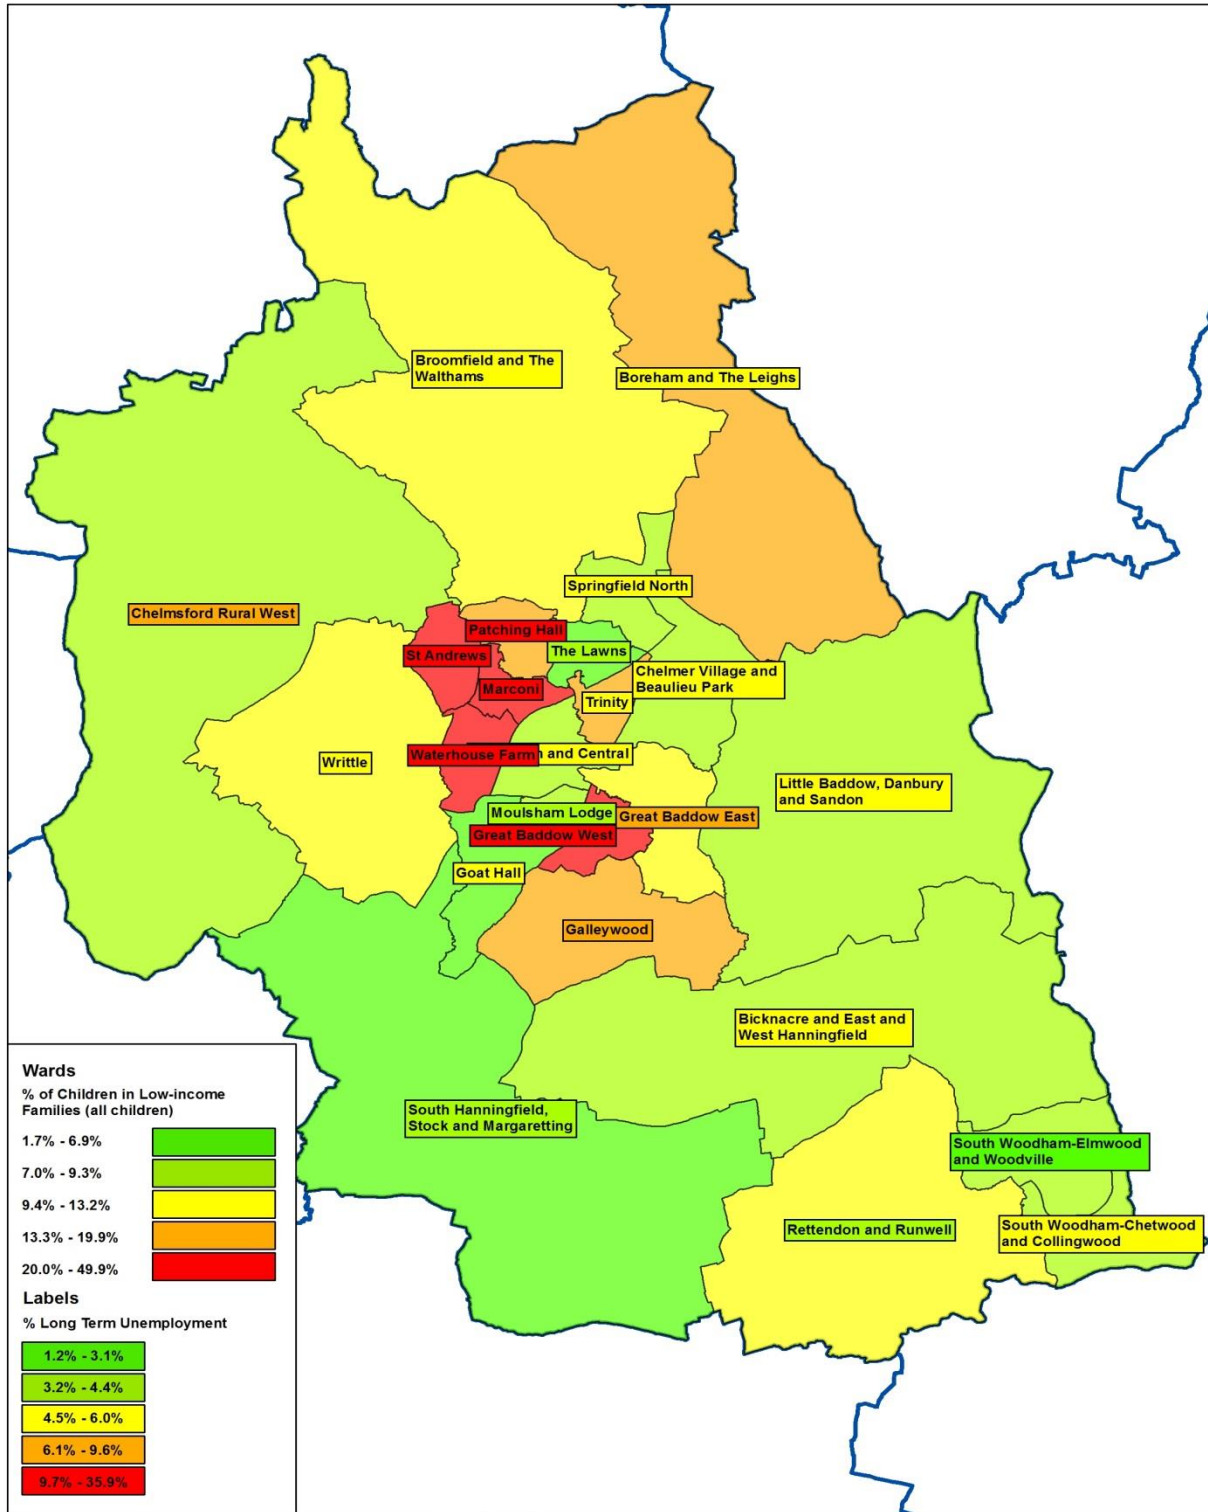 Broomfield and The
Walthams
Boreham and The Leighs
Springfield North
Chelmsford Rural West
Patching Hall
St Andrews
The Lawns
Chelmer Village and
Beaulieu Park
Marconi
Trinity
Writtle
Waterhouse Farm
and Central
Little Baddow, Danbury
and Sandon
Moulsham Lodge
Great Baddow East
Great Baddow West
Goat Hall
Galleywood
Bicknacre and East and
West Hanningfield
South Hanningfield,
Stock and Margaretting
South Woodham-Elmwood
and Woodville
Rettendon and Runwell
South Woodham-Chetwood
and Collingwood
Wards
% of Children in Low-income
Families (all children)
1.7% - 6.9%
7.0% - 9.3%
9.4% - 13.2%
13.3% - 19.9%
20.0% - 49.9%
Labels
% Long Term Unemployment
1.2% - 3.1%
3.2% - 4.4%
4.5% - 6.0%
6.1% - 9.6%
9.7% - 35.9%